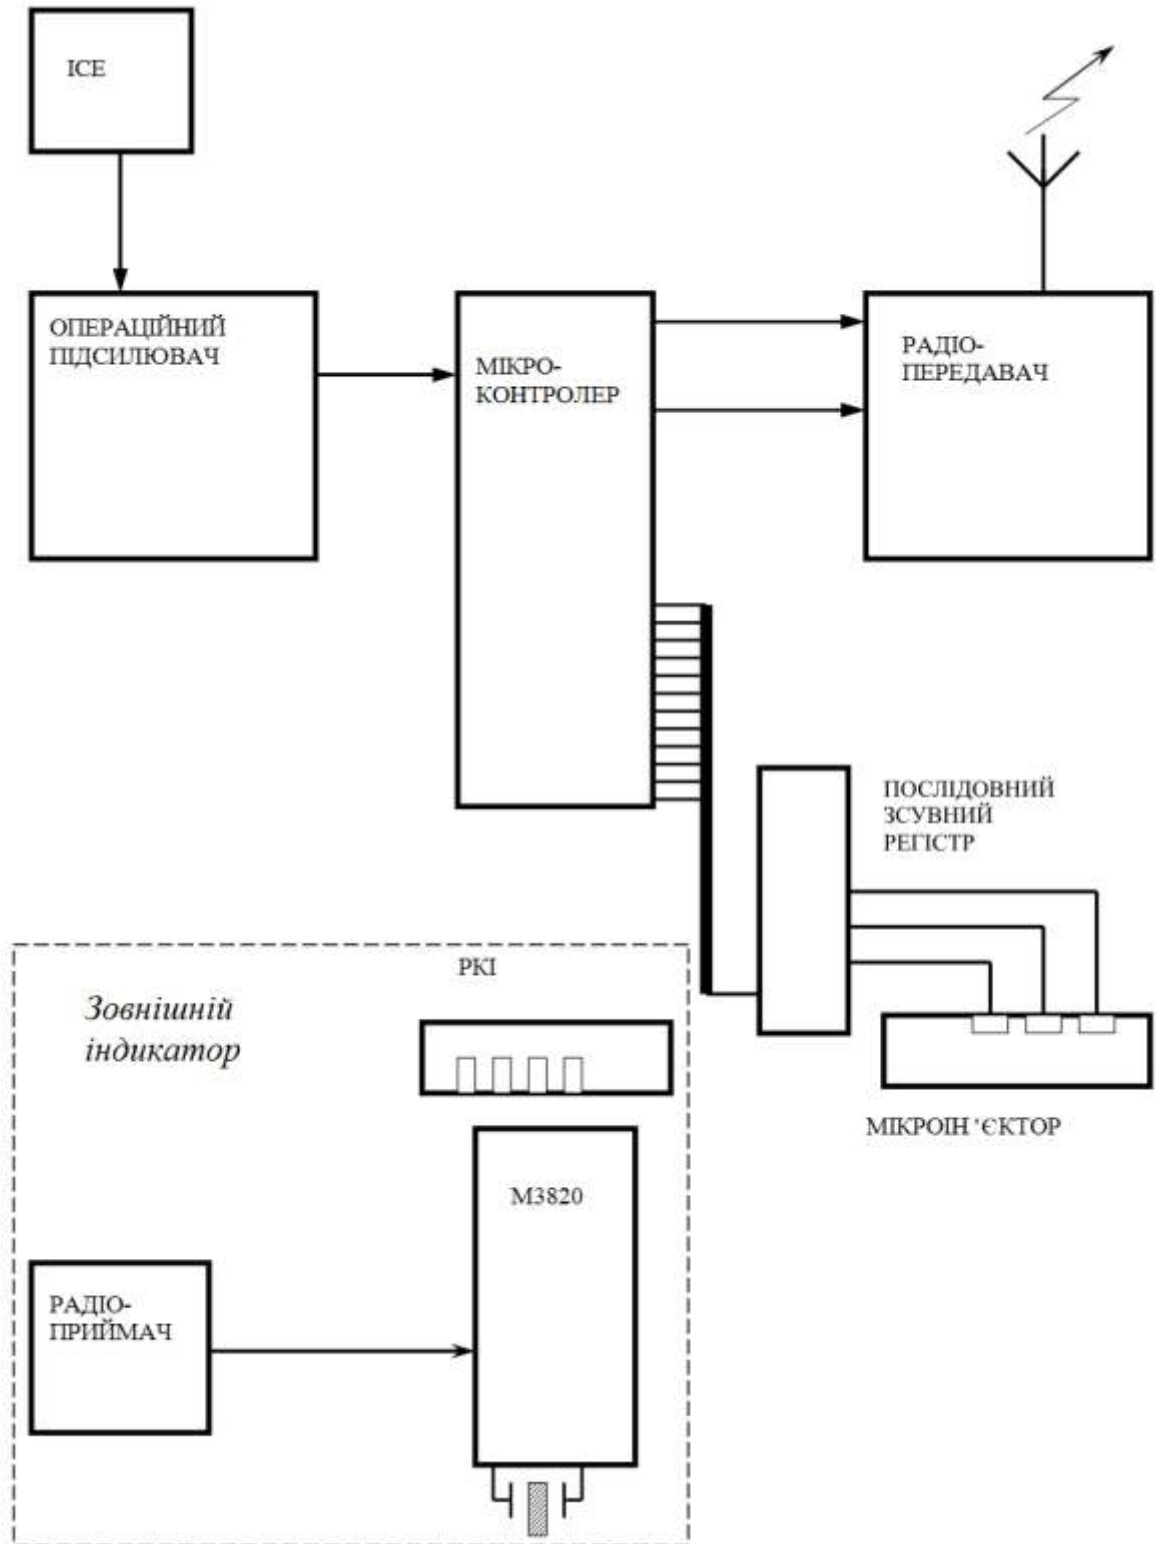 ІСЕ
ОПЕРАЦІЙНИЙ
ПІДСИЛЮВАЧ
МІКРО-
КОНТРОЛЕР
РАДІО-
ПЕРЕДАВАЧ
ПОСЛІДОВНИЙ
ЗСУВНИЙ
РЕГІСТР
МІКРОІН 'ЄКТОР
Зовнішній
індикатор
РКІ
М3820
РАДІО-
ПРИЙМАЧ